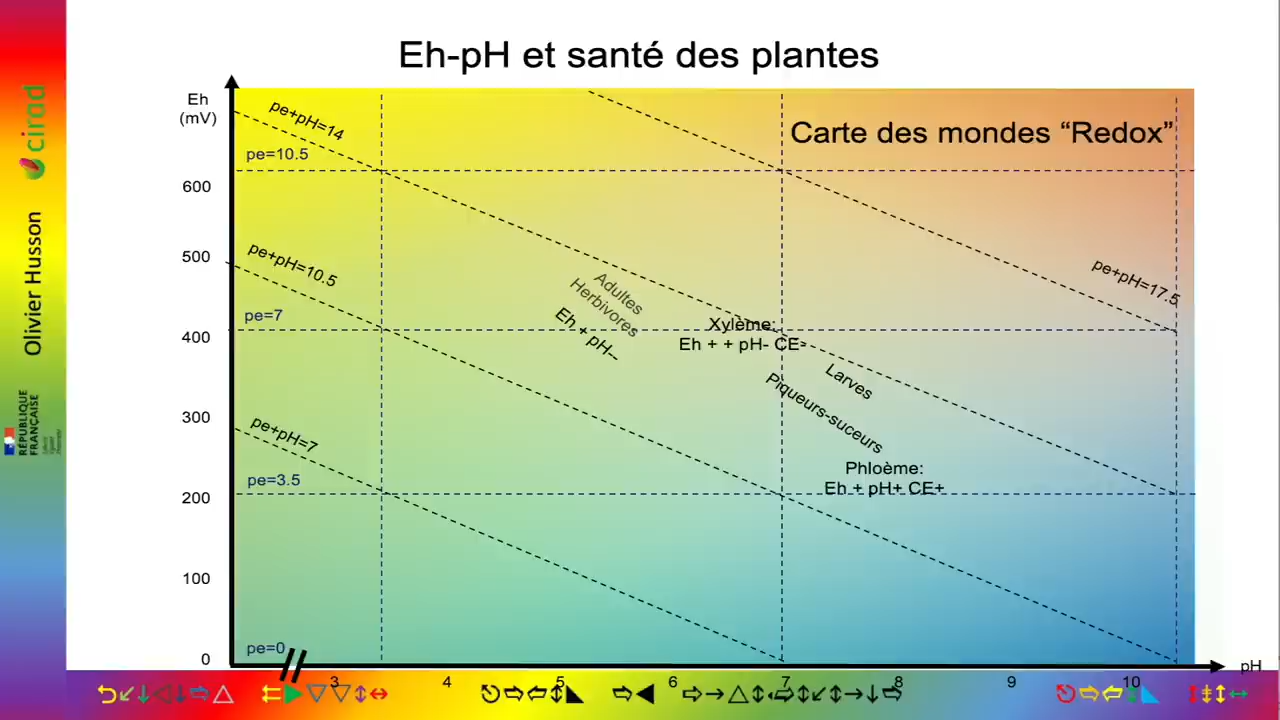 Eh-pH et santé des plantes
cirad
Olivier Husson
RÉPUBLIQUE
FRANÇAISE
Eh
(mV)
Carte des mondes “Redox”
pe+pH=14
pe=10.5
600
500
pe+pH=10.5
pe+pH=17.5
Adultes
Herbivores
Eh + pH--
pe=7
400
Xylème:
Eh + + pH- CE-
Larves
Piqueurs-suceurs
300
pe+pH=7
Phloème:
Eh + pH+ CE+
pe=3.5
200
100
pe=0
0
pH
3
4
5
6
7
8
9
10